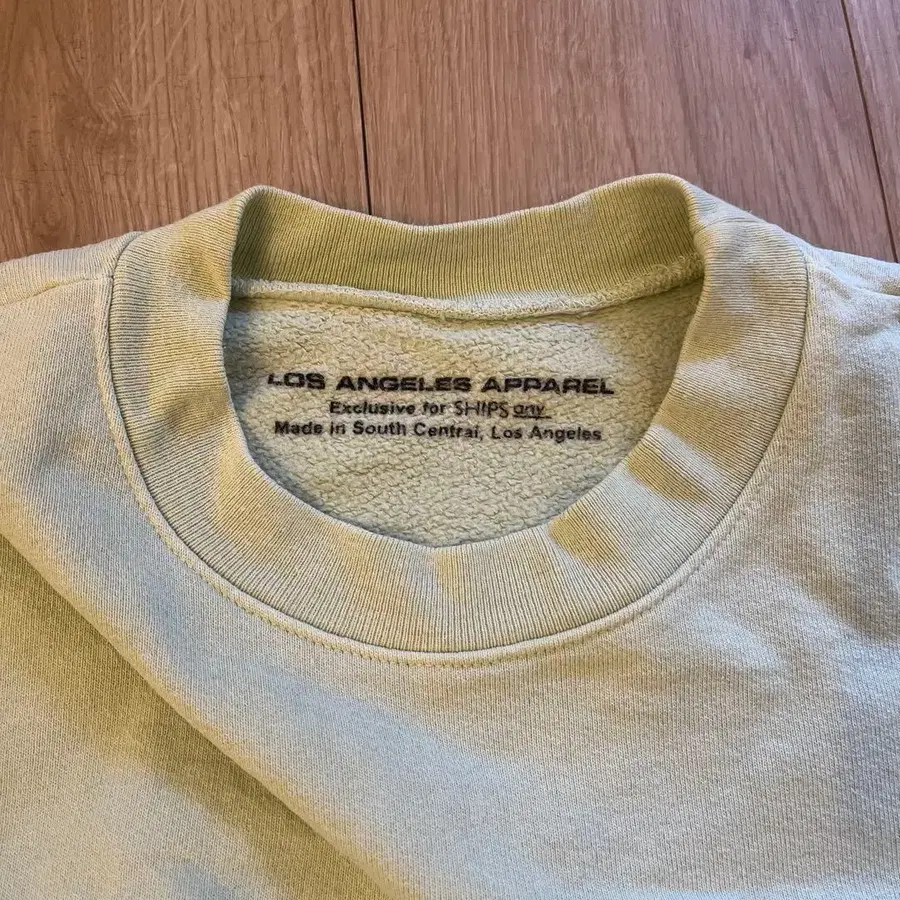 LOS ANGELES APPAREL
Exclusive for SHIPS any
Made in South Central, Los Angeles